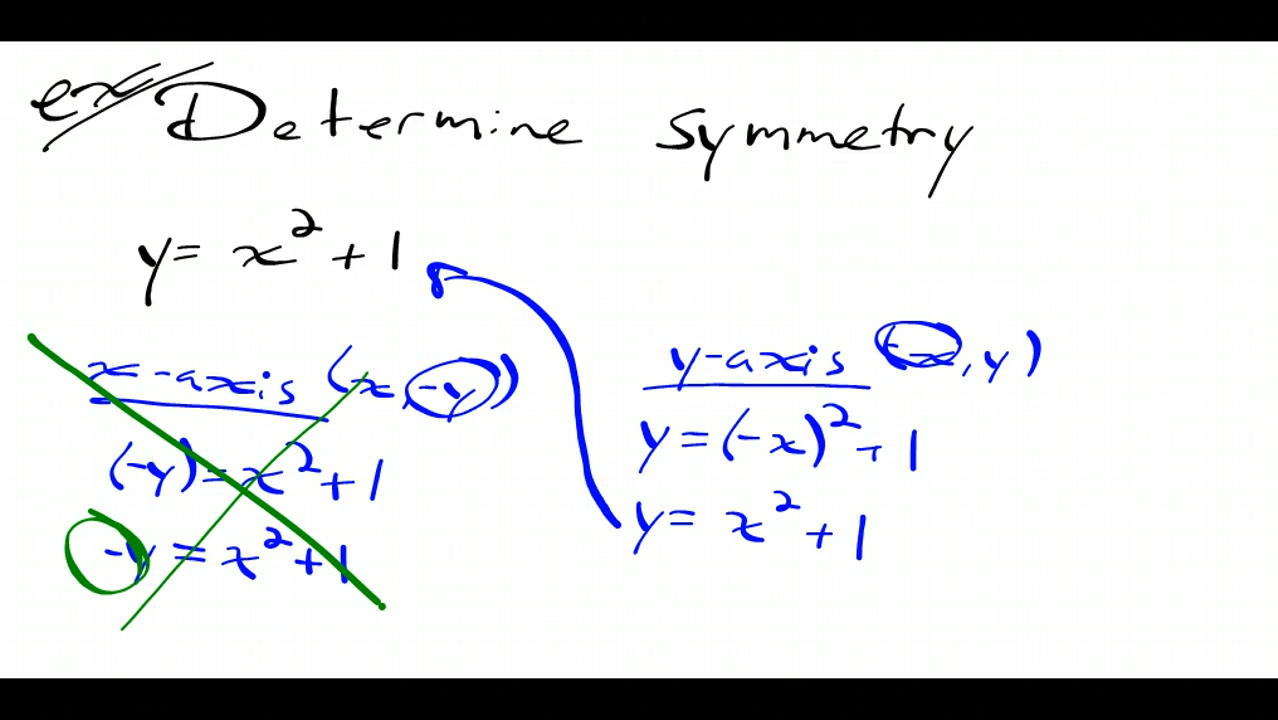 ex Determine symmetry
y = x² + 1
x-axis (x, -y)
(-y) = x² + 1
-y = x² + 1
y-axis (-x, y)
y = (-x)² + 1
y = x² + 1